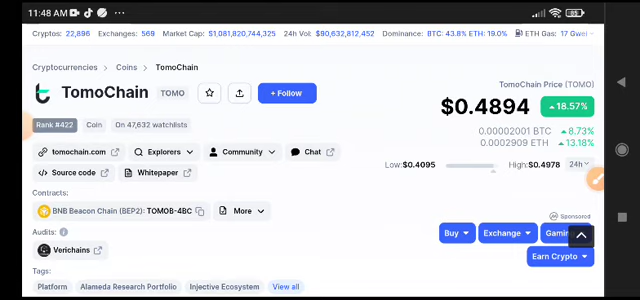 11:48 AM
85
Cryptos: 22,896 Exchanges: 569 Market Cap: $1,081,820,744,325 24h Vol: $90,632,812,452 Dominance: BTC: 43.8% ETH: 19.0% ETH Gas: 17 Gwei
Cryptocurrencies > Coins > TomoChain
TomoChain TOMO
+ Follow
Rank #422 Coin On 47,632 watchlists
tomochain.com Explorers Community Chat
Source code Whitepaper
Contracts:
BNB Beacon Chain (BEP2): TOMOB-4BC More
Audits:
Verichains
Tags:
Platform Alameda Research Portfolio Injective Ecosystem View all
TomoChain Price (TOMO)
$0.4894 18.57%
0.00002001 BTC 8.73%
0.0002909 ETH 13.18%
Low: $0.4095 High: $0.4978 24h
Sponsored
Buy Exchange Gamin
Earn Crypto